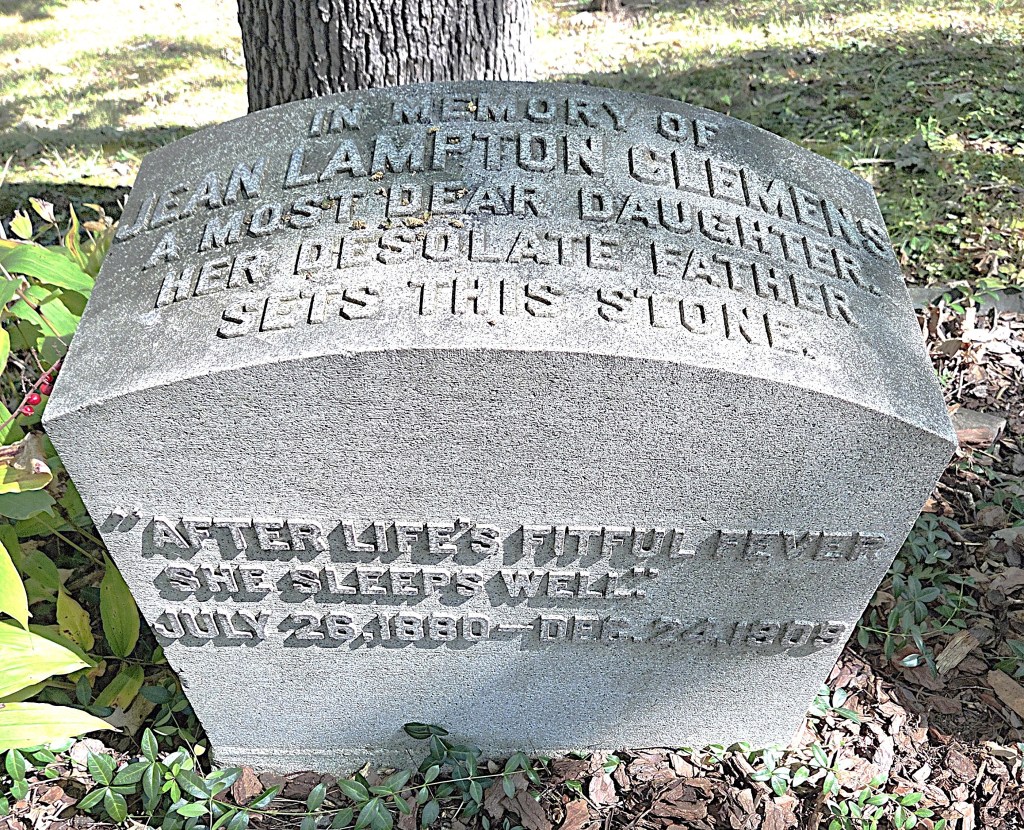 IN MEMORY OF
JEAN LAMPTON CLEMENS
A MOST DEAR DAUGHTER,
HER DESOLATE FATHER
SETS THIS STONE.
"AFTER LIFE'S FITFUL FEVER
SHE SLEEPS WELL."
JULY 26, 1880—DEC. 24, 1909